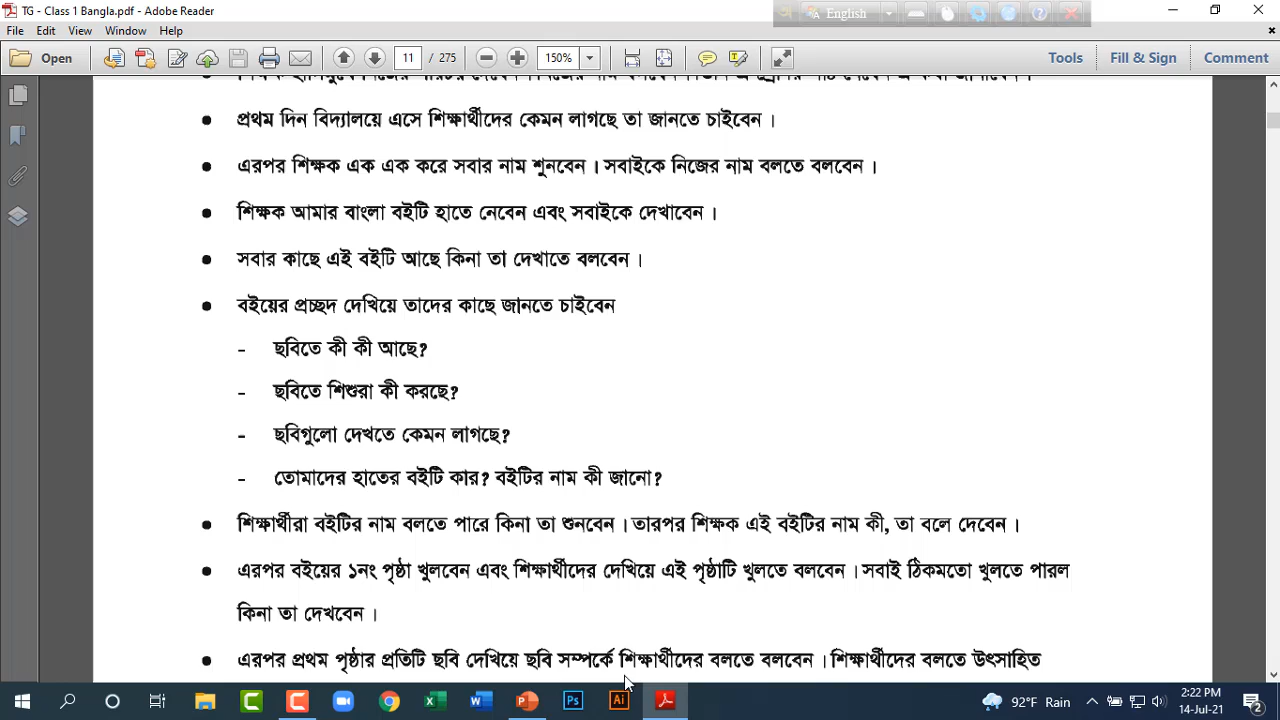 TG - Class 1 Bangla.pdf - Adobe Reader
English
File Edit View Window Help
Open 11 / 275 150% Tools Fill & Sign Comment
● প্রথম দিন বিদ্যালয়ে এসে শিক্ষার্থীদের কেমন লাগছে তা জানতে চাইবেন ।
● এরপর শিক্ষক এক এক করে সবার নাম শুনবেন । সবাইকে নিজের নাম বলতে বলবেন ।
● শিক্ষক আমার বাংলা বইটি হাতে নেবেন এবং সবাইকে দেখাবেন ।
● সবার কাছে এই বইটি আছে কিনা তা দেখাতে বলবেন ।
● বইয়ের প্রচ্ছদ দেখিয়ে তাদের কাছে জানতে চাইবেন
- ছবিতে কী কী আছে?
- ছবিতে শিশুরা কী করছে?
- ছবিগুলো দেখতে কেমন লাগছে?
- তোমাদের হাতের বইটি কার? বইটির নাম কী জানো?
● শিক্ষার্থীরা বইটির নাম বলতে পারে কিনা তা শুনবেন । তারপর শিক্ষক এই বইটির নাম কী, তা বলে দেবেন ।
● এরপর বইয়ের ১নং পৃষ্ঠা খুলবেন এবং শিক্ষার্থীদের দেখিয়ে এই পৃষ্ঠাটি খুলতে বলবেন । সবাই ঠিকমতো খুলতে পারল
কিনা তা দেখবেন ।
● এরপর প্রথম পৃষ্ঠার প্রতিটি ছবি দেখিয়ে ছবি সম্পর্কে শিক্ষার্থীদের বলতে বলবেন । শিক্ষার্থীদের বলতে উৎসাহিত
92°F Rain
2:22 PM
14-Jul-21
2